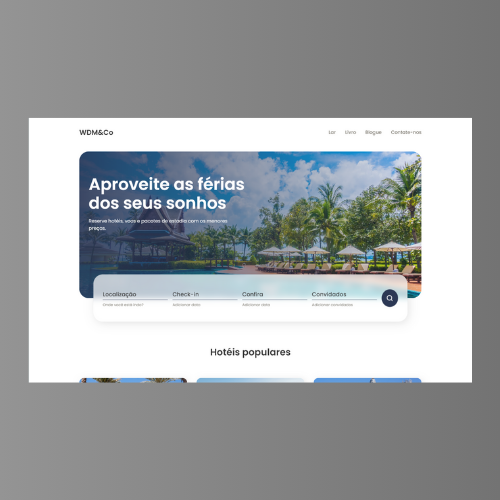 WDM&Co
Lar Livro Blogue Contate-nos
Aproveite as férias
dos seus sonhos
Reserve hotéis, voos e pacotes de estadia com os menores
preços.
Localização Check-in Confira Convidados
Onde você está indo? Adicionar data Adicionar data Adicionar convidados
Hotéis populares